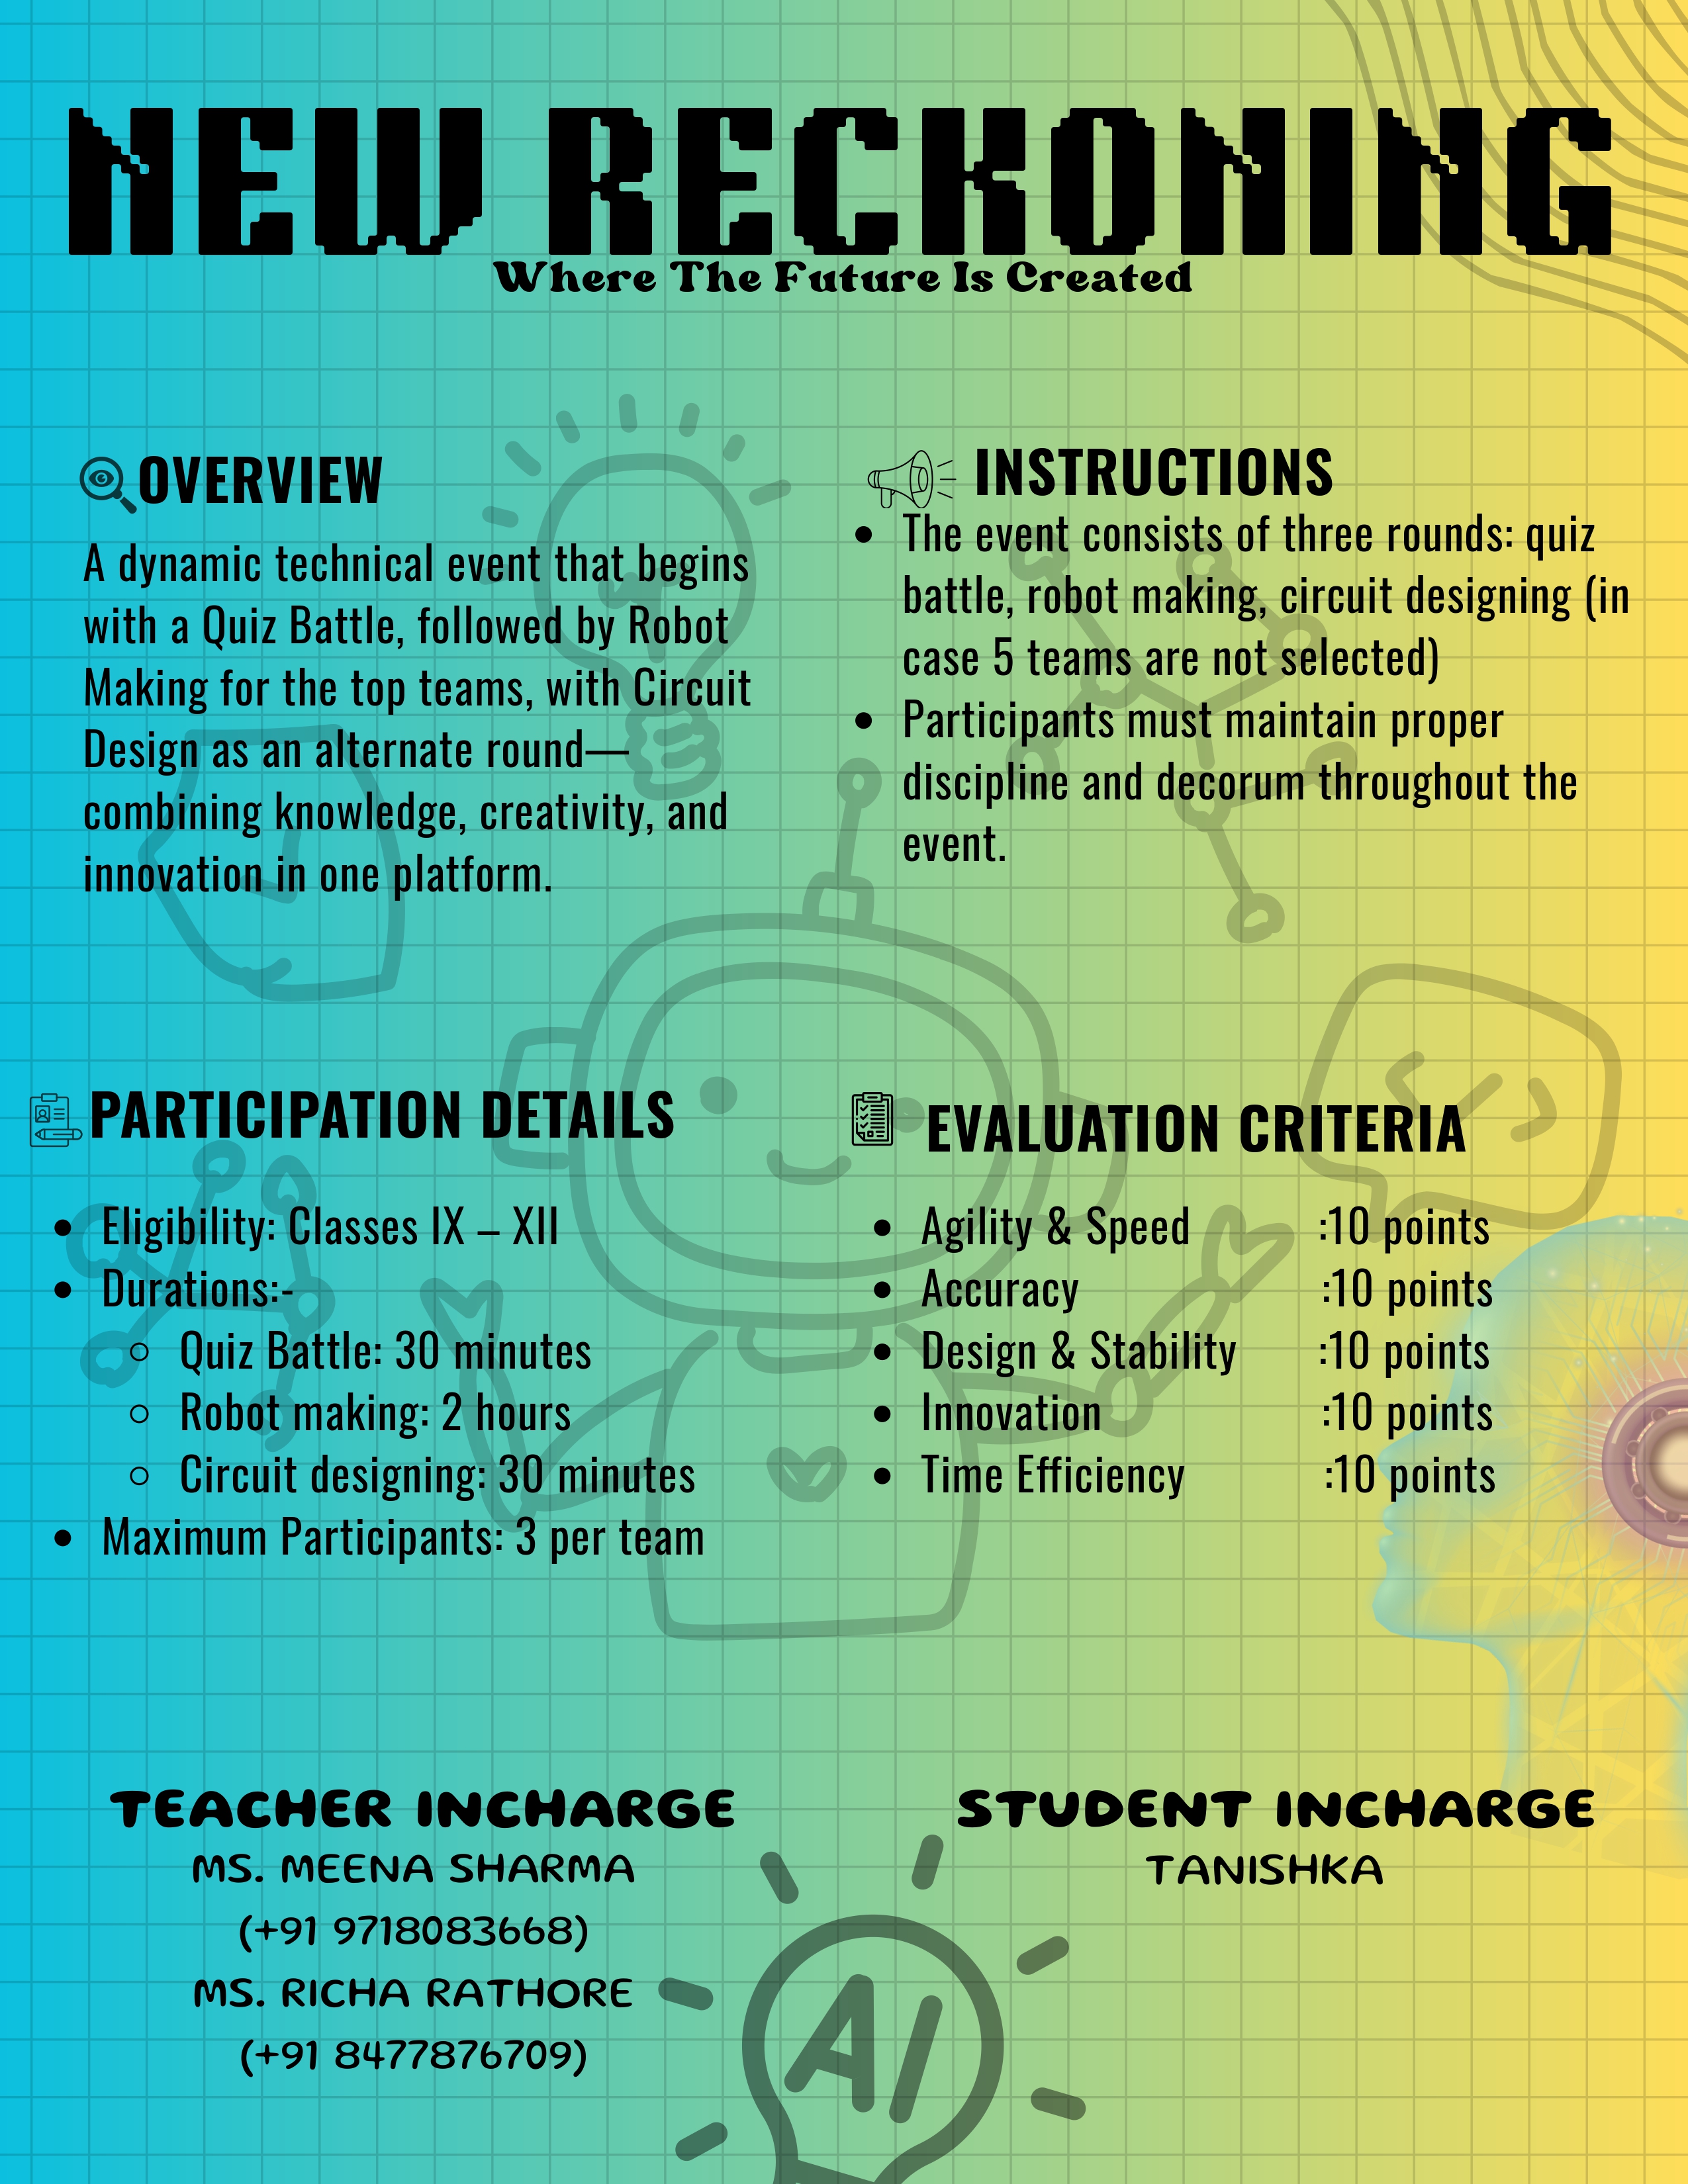 NEW RECKONING
Where The Future Is Created
OVERVIEW
A dynamic technical event that begins
with a Quiz Battle, followed by Robot
Making for the top teams, with Circuit
Design as an alternate round—
combining knowledge, creativity, and
innovation in one platform.
INSTRUCTIONS
• The event consists of three rounds: quiz
battle, robot making, circuit designing (in
case 5 teams are not selected)
• Participants must maintain proper
discipline and decorum throughout the
event.
PARTICIPATION DETAILS
• Eligibility: Classes IX – XII
• Durations:-
○ Quiz Battle: 30 minutes
○ Robot making: 2 hours
○ Circuit designing: 30 minutes
• Maximum Participants: 3 per team
EVALUATION CRITERIA
• Agility & Speed :10 points
• Accuracy :10 points
• Design & Stability :10 points
• Innovation :10 points
• Time Efficiency :10 points
TEACHER INCHARGE
MS. MEENA SHARMA
(+91 9718083668)
MS. RICHA RATHORE
(+91 8477876709)
STUDENT INCHARGE
TANISHKA
AI